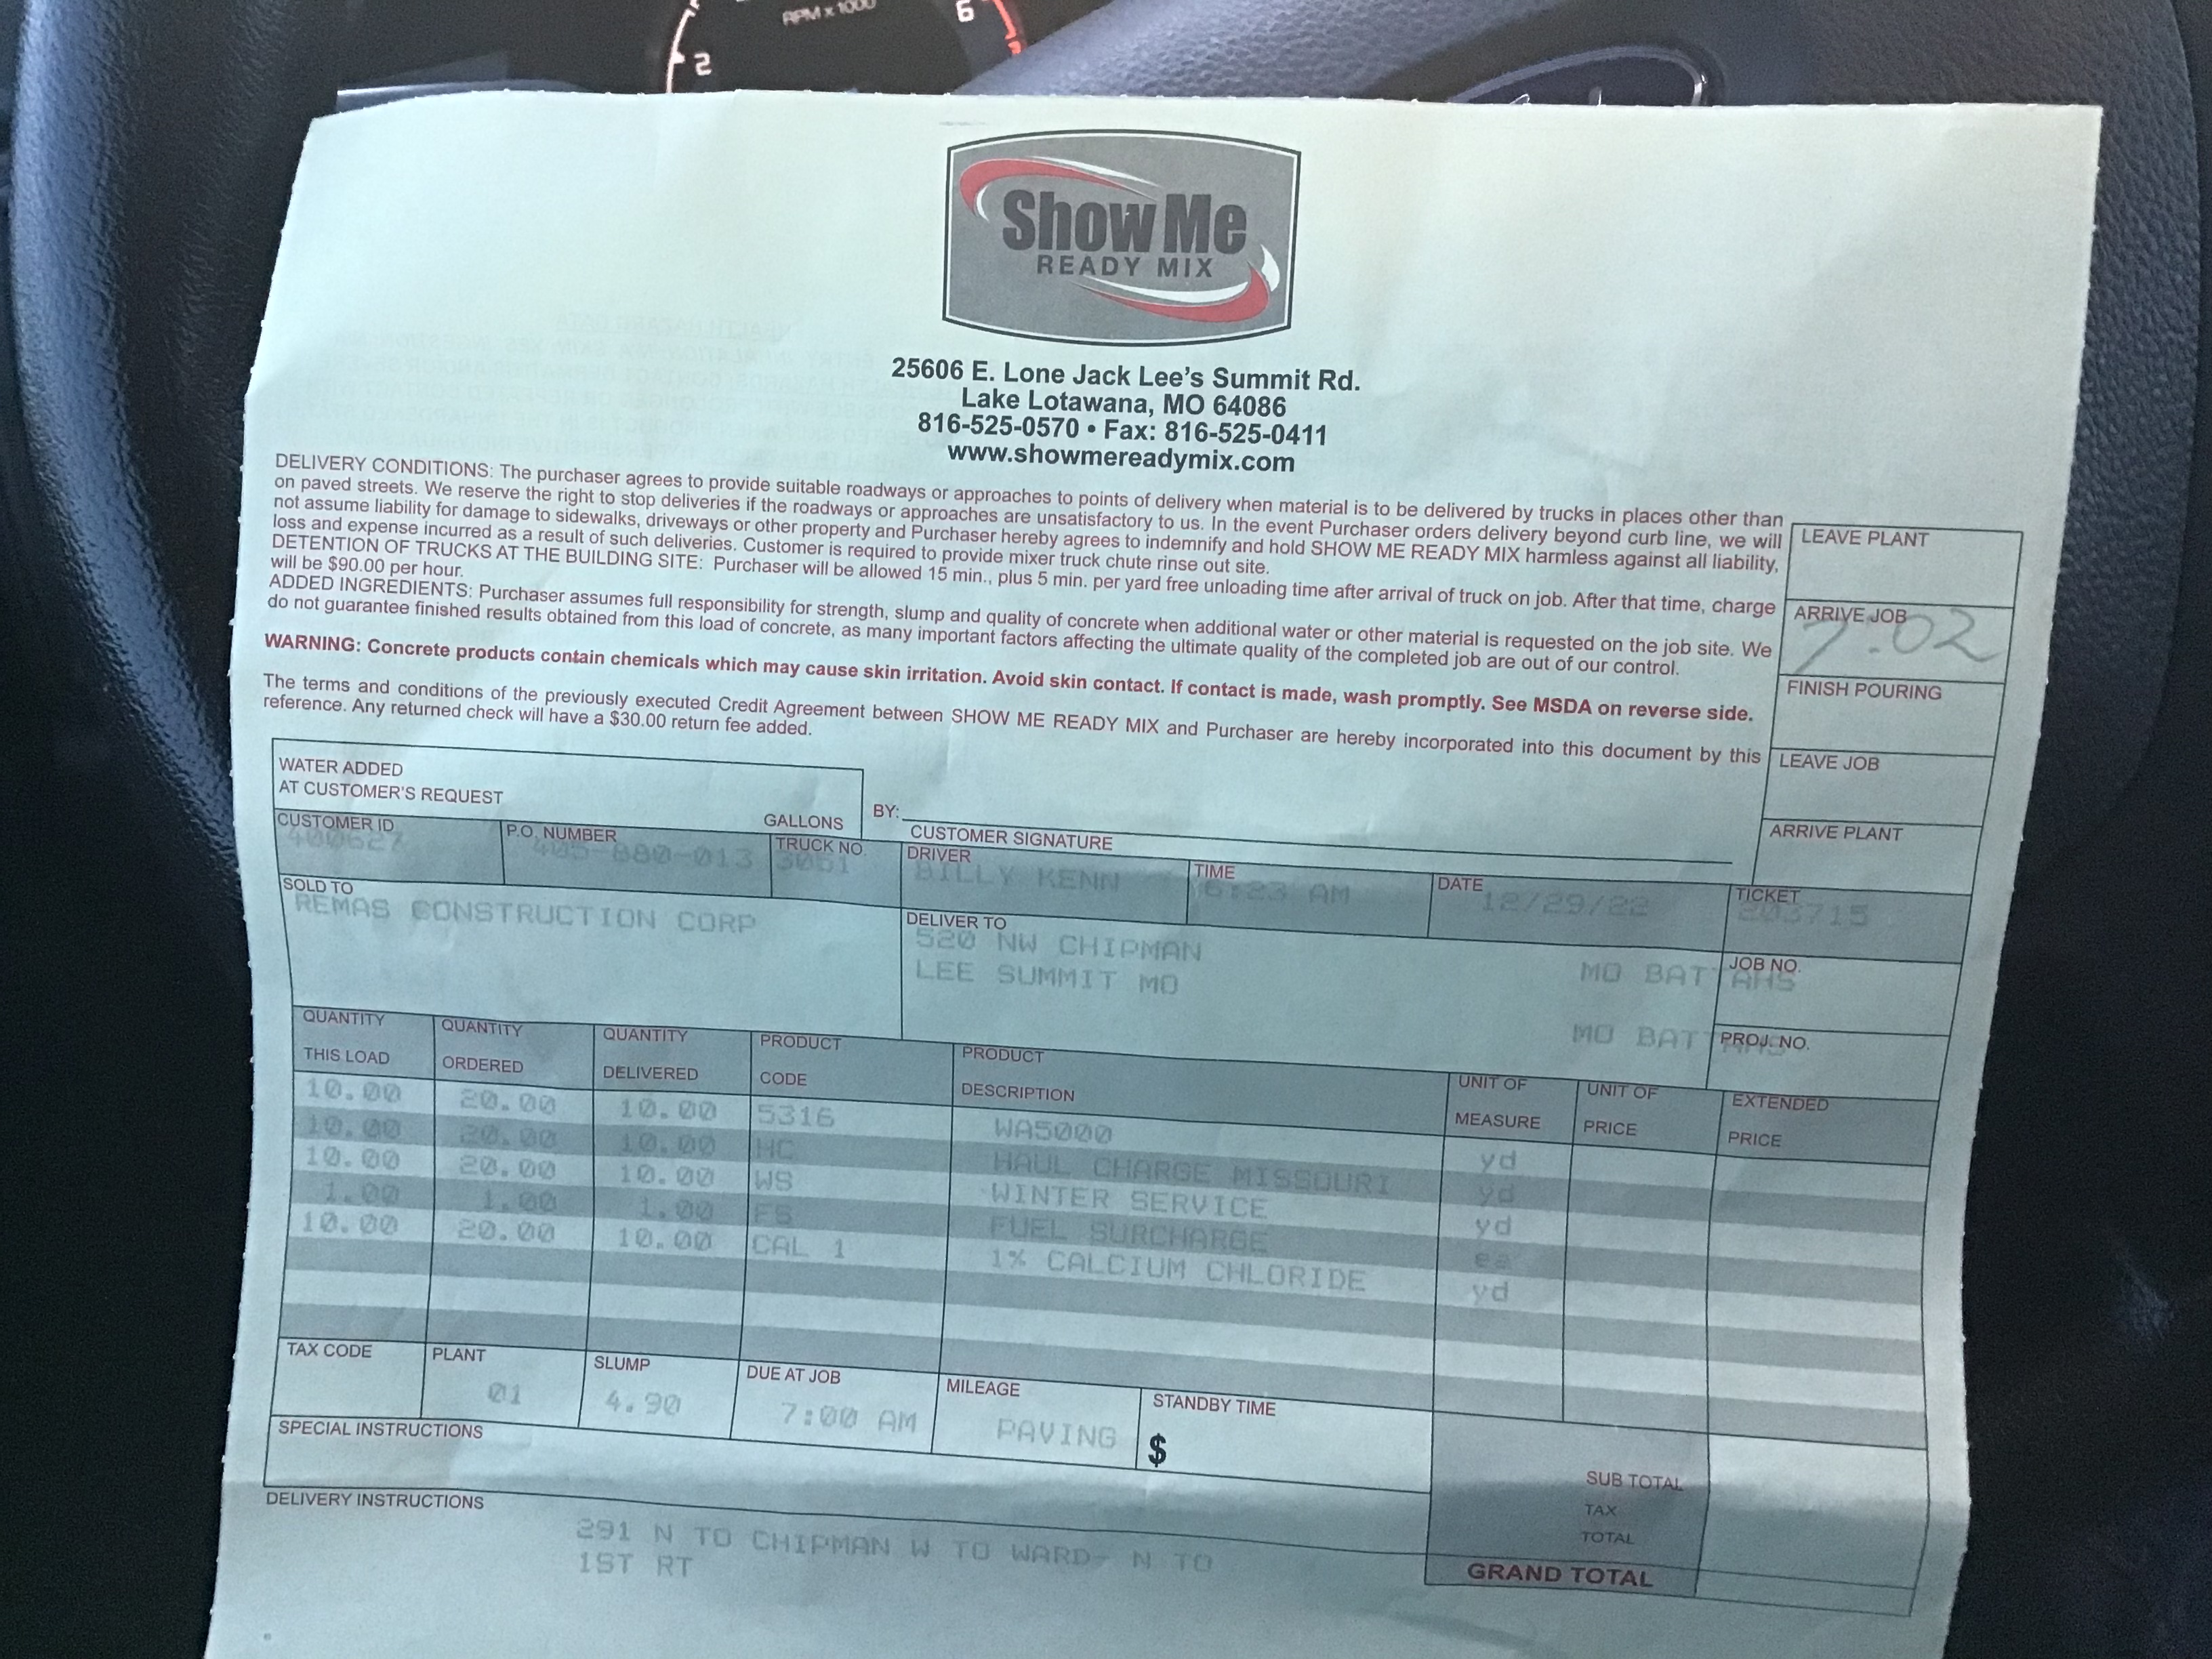 RPM x 1000
2
6
Show Me
READY MIX
25606 E. Lone Jack Lee's Summit Rd.
Lake Lotawana, MO 64086
816-525-0570 • Fax: 816-525-0411
www.showmereadymix.com
DELIVERY CONDITIONS: The purchaser agrees to provide suitable roadways or approaches to points of delivery when material is to be delivered by trucks in places other than
on paved streets. We reserve the right to stop deliveries if the roadways or approaches are unsatisfactory to us. In the event Purchaser orders delivery beyond curb line, we will
not assume liability for damage to sidewalks, driveways or other property and Purchaser hereby agrees to indemnify and hold SHOW ME READY MIX harmless against all liability,
loss and expense incurred as a result of such deliveries. Customer is required to provide mixer truck chute rinse out site.
DETENTION OF TRUCKS AT THE BUILDING SITE: Purchaser will be allowed 15 min., plus 5 min. per yard free unloading time after arrival of truck on job. After that time, charge
will be $90.00 per hour.
ADDED INGREDIENTS: Purchaser assumes full responsibility for strength, slump and quality of concrete when additional water or other material is requested on the job site. We
do not guarantee finished results obtained from this load of concrete, as many important factors affecting the ultimate quality of the completed job are out of our control.
WARNING: Concrete products contain chemicals which may cause skin irritation. Avoid skin contact. If contact is made, wash promptly. See MSDA on reverse side.
The terms and conditions of the previously executed Credit Agreement between SHOW ME READY MIX and Purchaser are hereby incorporated into this document by this
reference. Any returned check will have a $30.00 return fee added.
LEAVE PLANT
ARRIVE JOB
7:02
FINISH POURING
LEAVE JOB
ARRIVE PLANT
WATER ADDED
AT CUSTOMER'S REQUEST
GALLONS
BY:
CUSTOMER SIGNATURE
CUSTOMER ID P.O. NUMBER TRUCK NO. DRIVER TIME DATE TICKET
400627 405-880-013 3061 BILLY KENN 6:23 AM 12/29/22 203715
SOLD TO
REMAS CONSTRUCTION CORP
DELIVER TO
520 NW CHIPMAN
LEE SUMMIT MO
JOB NO.
MO BAT AHS
PROJ. NO.
MO BAT AHS
QUANTITY THIS LOAD QUANTITY ORDERED QUANTITY DELIVERED PRODUCT CODE PRODUCT DESCRIPTION UNIT OF MEASURE UNIT OF PRICE EXTENDED PRICE
10.00 20.00 10.00 5316 WA5000 yd
10.00 20.00 10.00 HC HAUL CHARGE MISSOURI yd
10.00 20.00 10.00 WS WINTER SERVICE yd
1.00 1.00 1.00 FS FUEL SURCHARGE ea
10.00 20.00 10.00 CAL 1 1% CALCIUM CHLORIDE yd
TAX CODE PLANT SLUMP DUE AT JOB MILEAGE STANDBY TIME
01 4.90 7:00 AM PAVING $
SPECIAL INSTRUCTIONS
SUB TOTAL
TAX
TOTAL
GRAND TOTAL
DELIVERY INSTRUCTIONS
291 N TO CHIPMAN W TO WARD- N TO
1ST RT